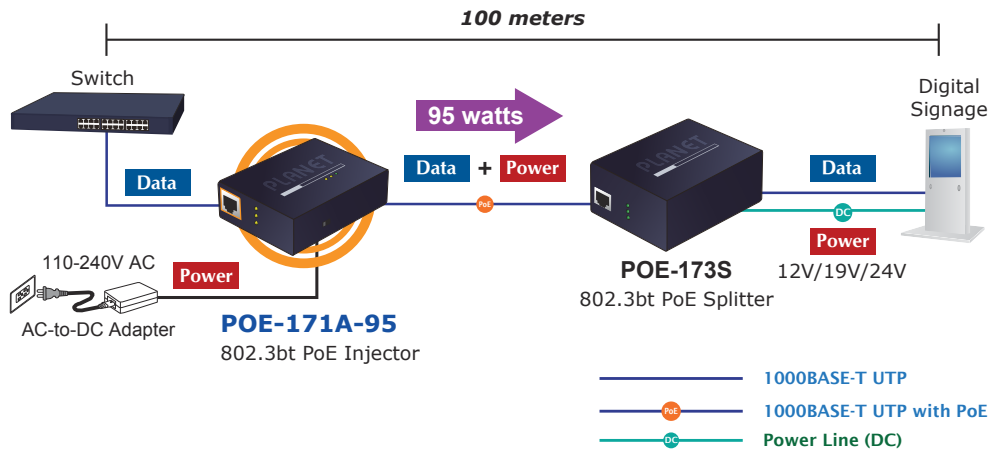 100 meters
Switch
Digital
Signage
95 watts
Data
Data + Power
Data
PLANET
PLANET
PoE
DC
Power
12V/19V/24V
110-240V AC
Power
AC-to-DC Adapter
POE-171A-95
802.3bt PoE Injector
POE-173S
802.3bt PoE Splitter
1000BASE-T UTP
PoE
1000BASE-T UTP with PoE
DC
Power Line (DC)